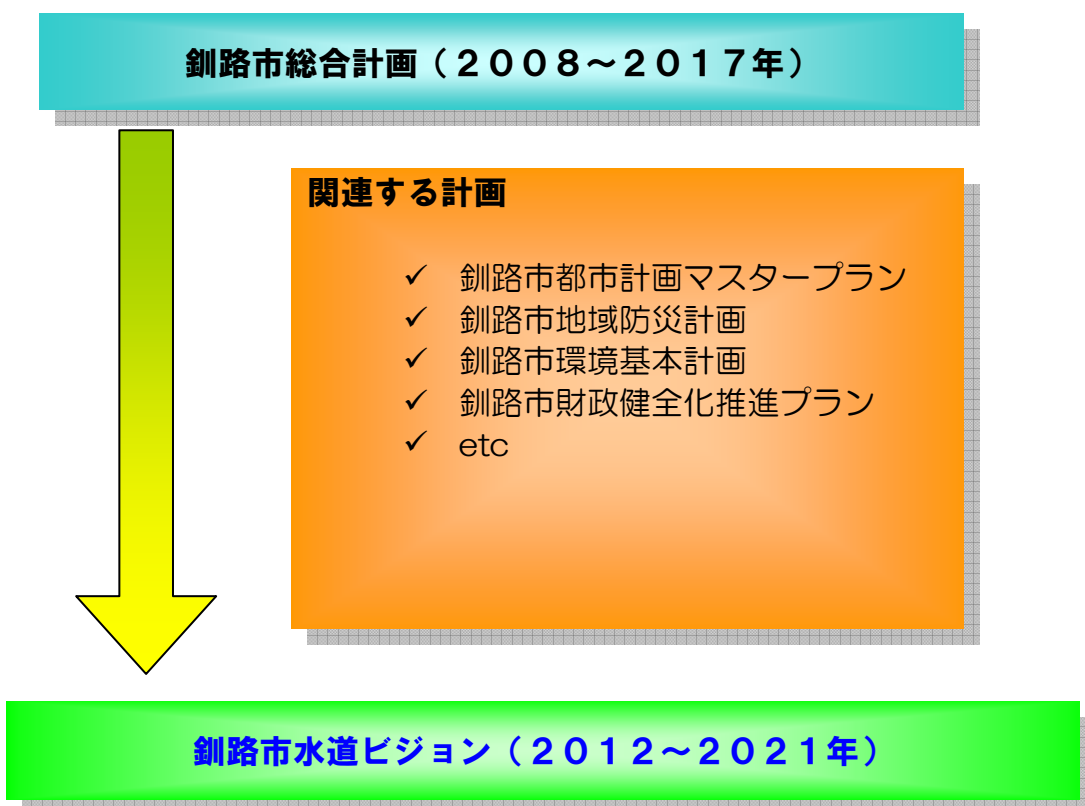 釧路市総合計画（２００８～２０１７年）
関連する計画
✓ 釧路市都市計画マスタープラン
✓ 釧路市地域防災計画
✓ 釧路市環境基本計画
✓ 釧路市財政健全化推進プラン
✓ etc
釧路市水道ビジョン（２０１２～２０２１年）